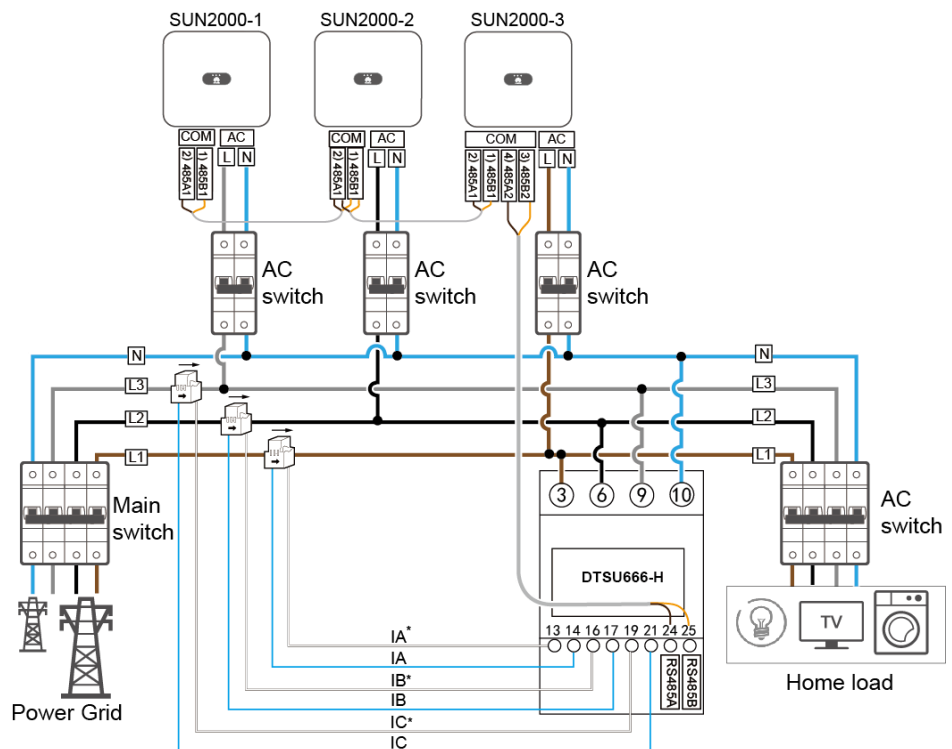 SUN2000-1
SUN2000-2
SUN2000-3
COM
AC
COM
AC
COM
AC
2) 485A1
1) 485B1
L
N
2) 485A1
1) 485B1
L
N
2) 485A1
1) 485B1
4) 485A2
3) 485B2
L
N
AC
switch
AC
switch
AC
switch
N
N
L3
L3
L2
L2
L1
L1
Main
switch
3
6
9
10
AC
switch
DTSU666-H
TV
13
14
16
17
19
21
24
25
RS485A
RS485B
IA*
IA
IB*
IB
IC*
IC
Power Grid
Home load